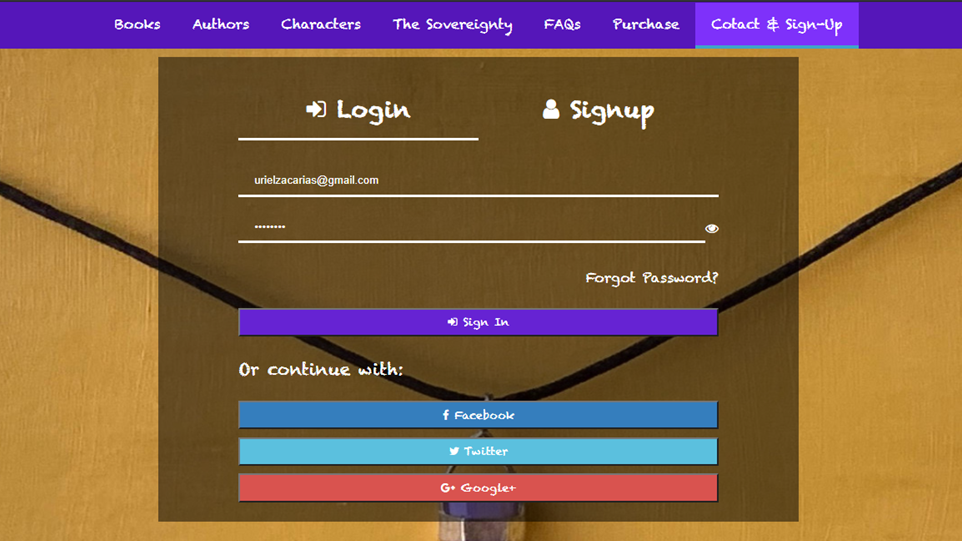 Books Authors Characters The Sovereignty FAQs Purchase Cotact & Sign-Up
Login Signup
urielzacarias@gmail.com
••••••••
Forgot Password?
Sign In
Or continue with:
Facebook
Twitter
G+ Google+